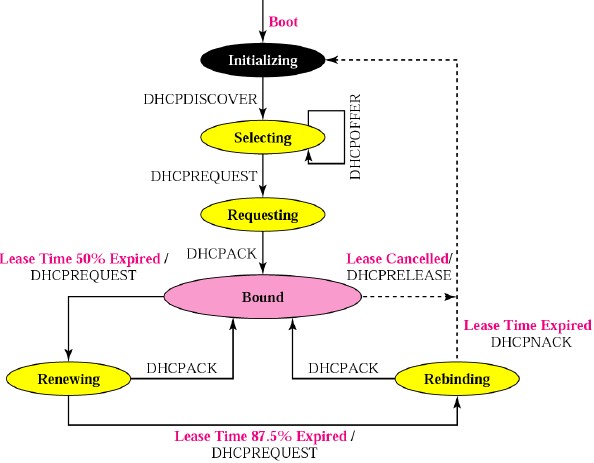 Boot
Initializing
DHCPDISCOVER
DHCPOFFER
Selecting
DHCPREQUEST
Requesting
DHCPACK
Lease Time 50% Expired /
DHCPREQUEST
Lease Cancelled/
DHCPRELEASE
Bound
Lease Time Expired
DHCPNACK
DHCPACK
DHCPACK
Renewing
Rebinding
Lease Time 87.5% Expired /
DHCPREQUEST